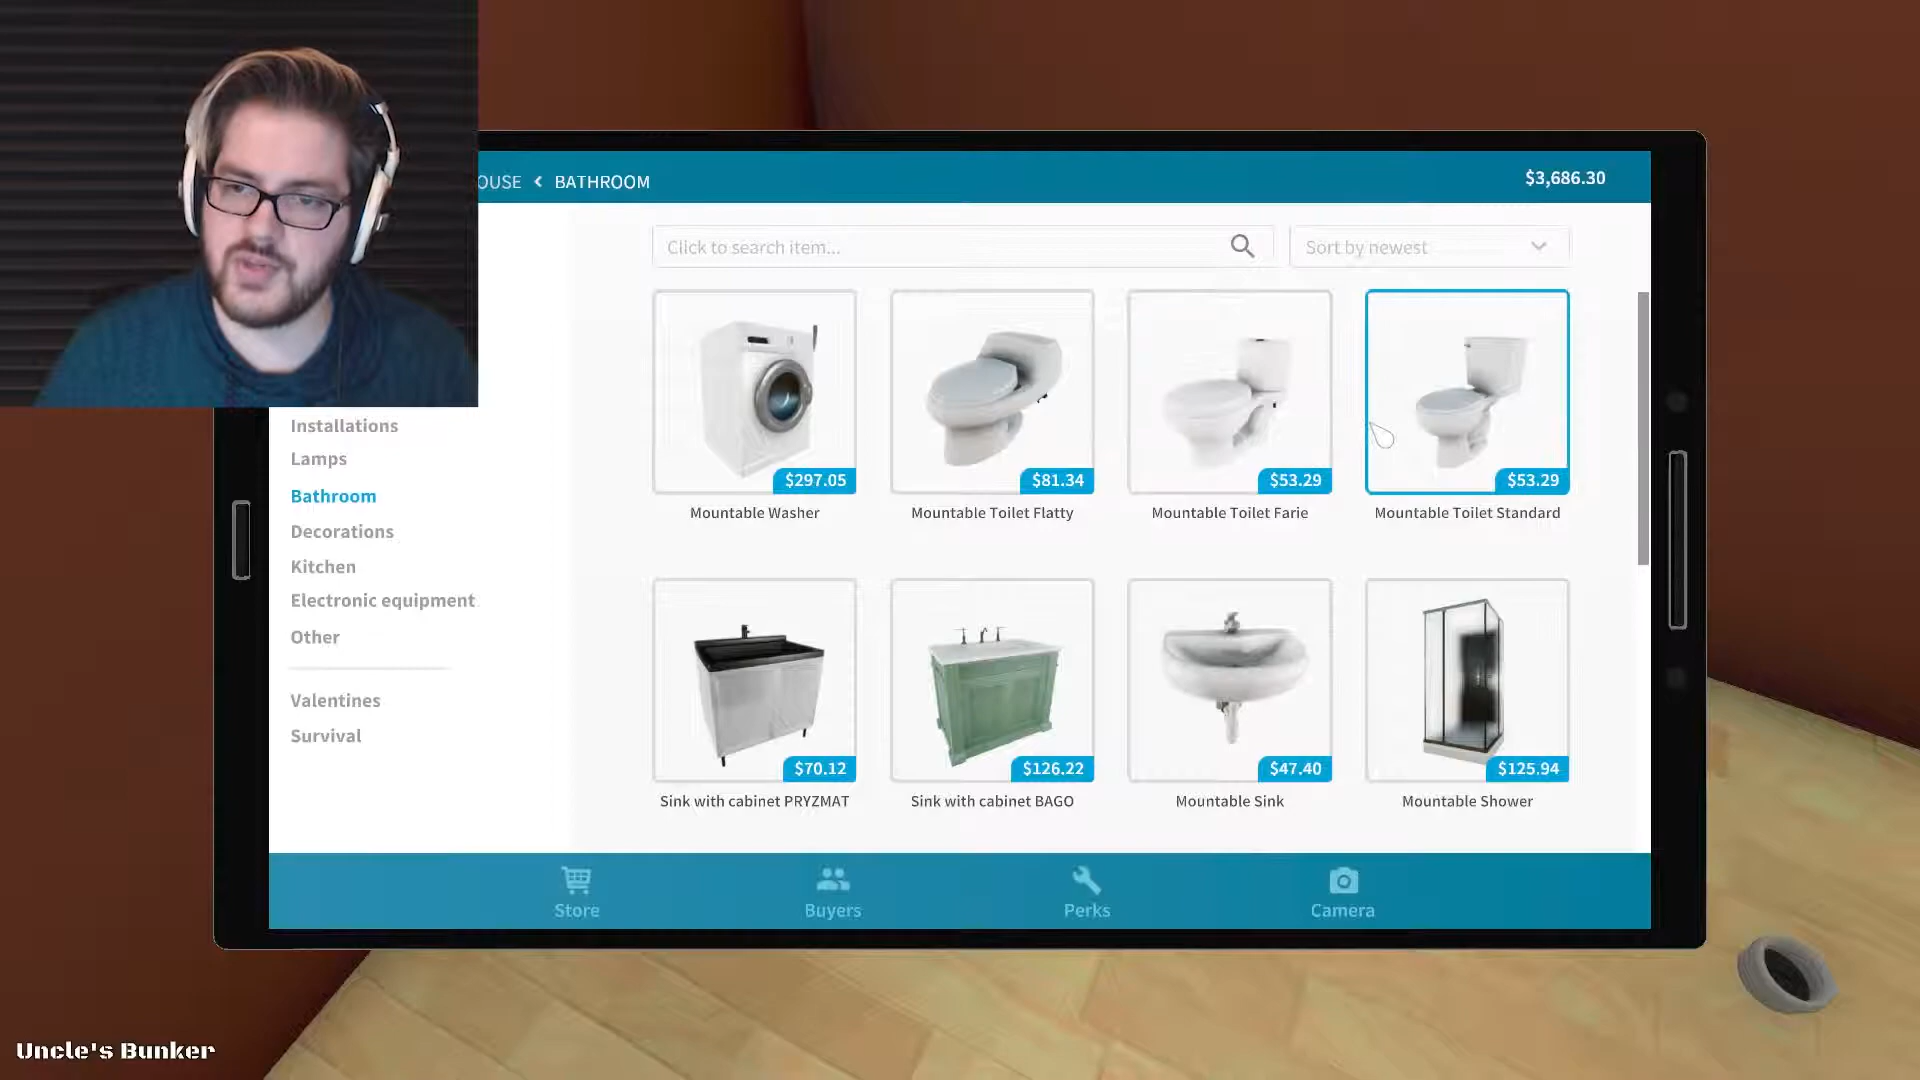 OUSE < BATHROOM
$3,686.30
Click to search item...
Sort by newest
Installations
Lamps
Bathroom
Decorations
Kitchen
Electronic equipment
Other
Valentines
Survival
$297.05
$81.34
$53.29
$53.29
Mountable Washer
Mountable Toilet Flatty
Mountable Toilet Farie
Mountable Toilet Standard
$70.12
$126.22
$47.40
$125.94
Sink with cabinet PRYZMAT
Sink with cabinet BAGO
Mountable Sink
Mountable Shower
Store
Buyers
Perks
Camera
Uncle's Bunker